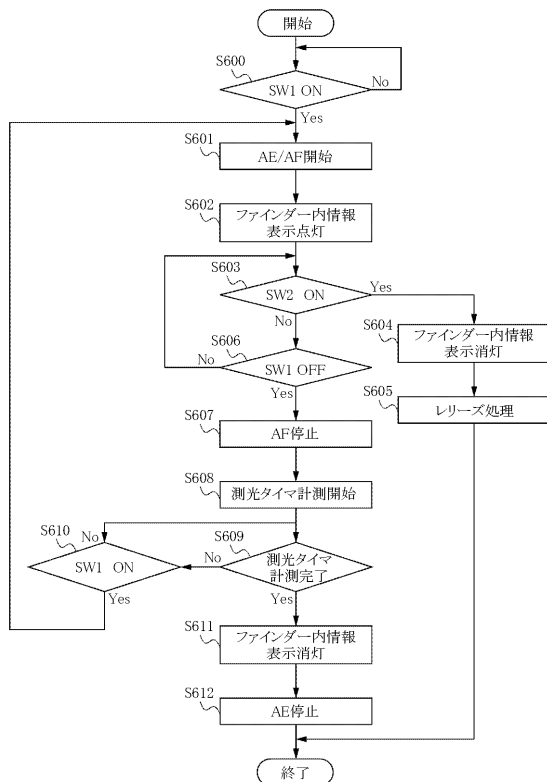 開始
S600
SW1 ON
No
Yes
S601
AE/AF開始
S602
ファインダー内情報
表示点灯
S603
SW2 ON
Yes
No
S604
ファインダー内情報
表示消灯
S606
SW1 OFF
No
Yes
S605
レリーズ処理
S607
AF停止
S608
測光タイマ計測開始
S610
No
SW1 ON
Yes
S609
No
測光タイマ
計測完了
Yes
S611
ファインダー内情報
表示消灯
S612
AE停止
終了